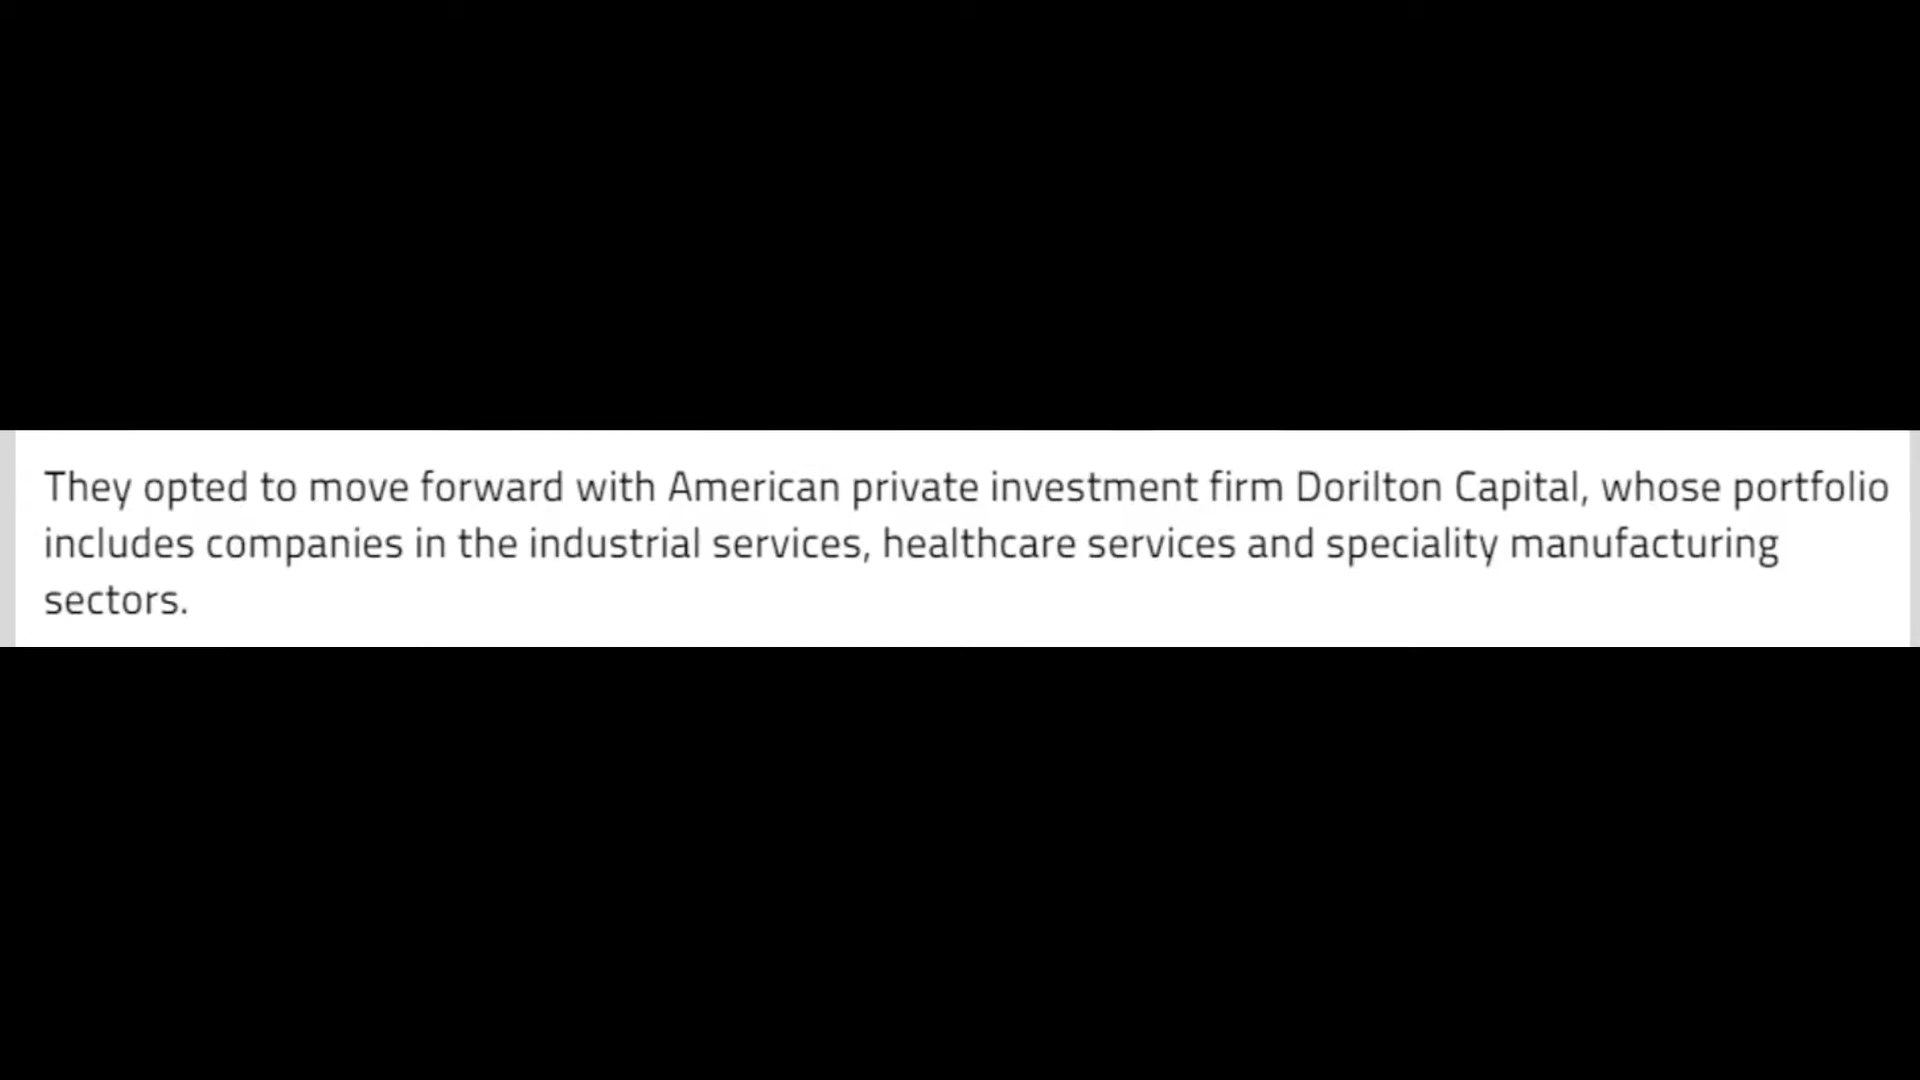 They opted to move forward with American private investment firm Dorilton Capital, whose portfolio
includes companies in the industrial services, healthcare services and speciality manufacturing
sectors.